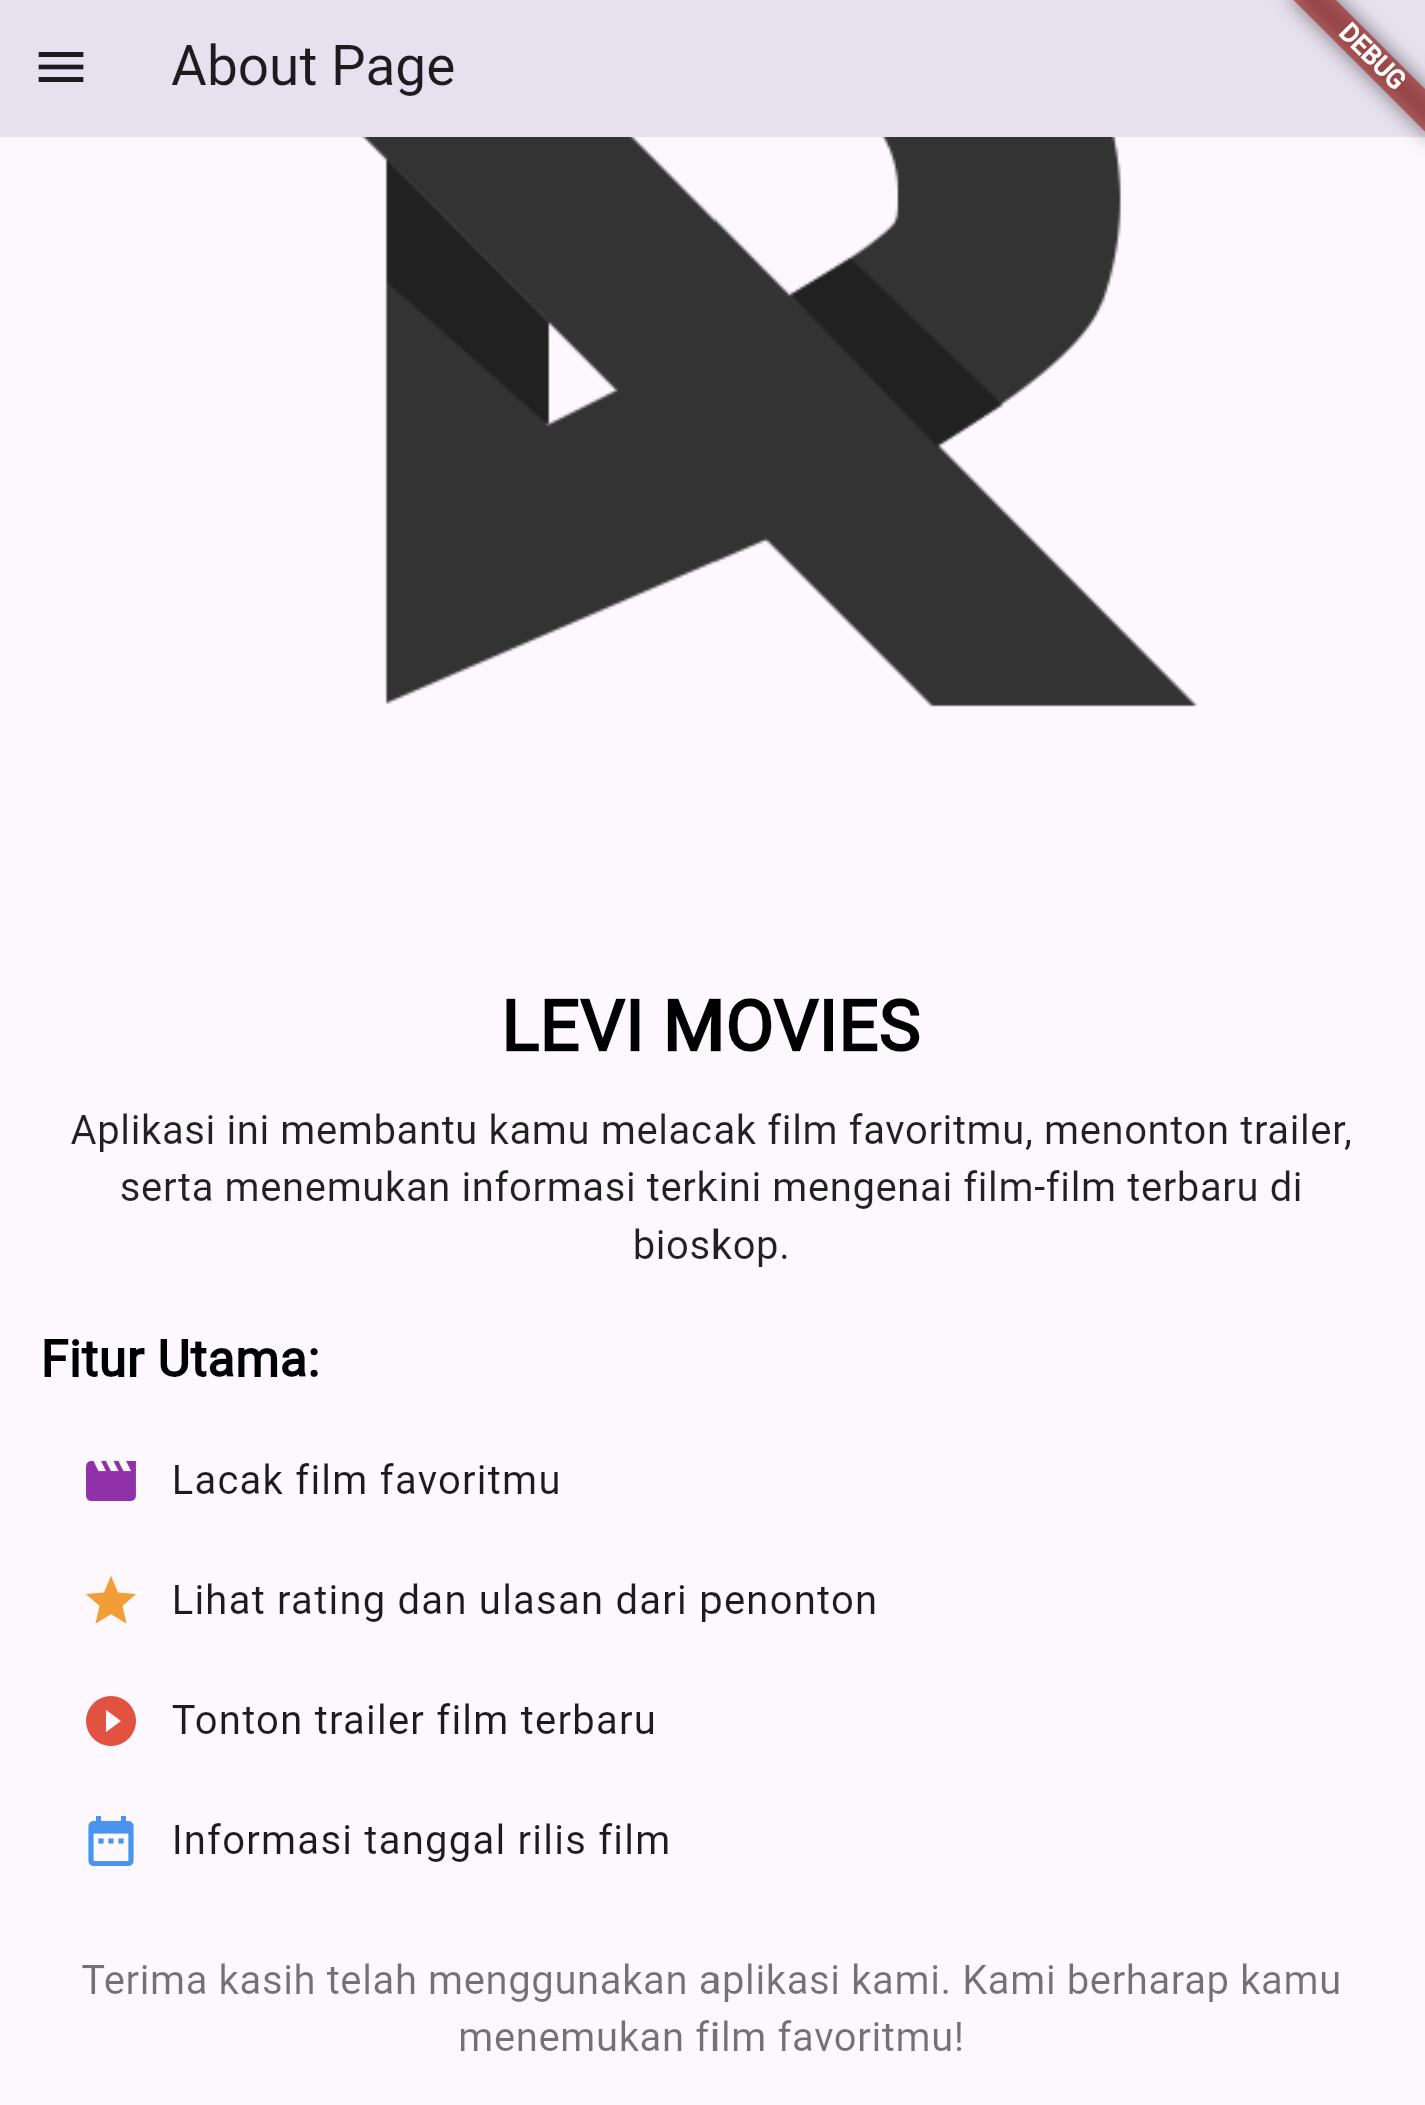 About Page
DEBUG
LEVI MOVIES
Aplikasi ini membantu kamu melacak film favoritmu, menonton trailer,
serta menemukan informasi terkini mengenai film-film terbaru di
bioskop.
Fitur Utama:
Lacak film favoritmu
Lihat rating dan ulasan dari penonton
Tonton trailer film terbaru
Informasi tanggal rilis film
Terima kasih telah menggunakan aplikasi kami. Kami berharap kamu
menemukan film favoritmu!